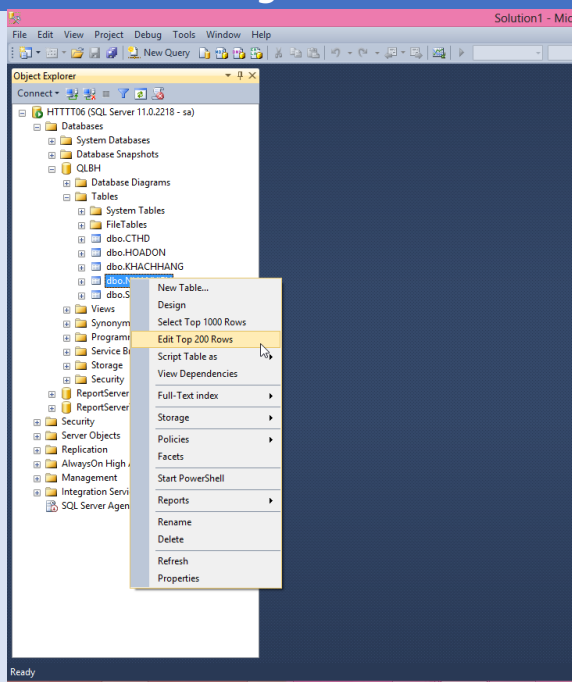 Solution1 - Mic
File Edit View Project Debug Tools Window Help
New Query
Object Explorer
Connect
HTTTT06 (SQL Server 11.0.2218 - sa)
Databases
System Databases
Database Snapshots
QLBH
Database Diagrams
Tables
System Tables
FileTables
dbo.CTHD
dbo.HOADON
dbo.KHACHHANG
dbo.N
dbo.S
Views
Synonym
Programm
Service B
Storage
Security
ReportServer
ReportServer
Security
Server Objects
Replication
AlwaysOn High
Management
Integration Servi
SQL Server Agen
New Table...
Design
Select Top 1000 Rows
Edit Top 200 Rows
Script Table as
View Dependencies
Full-Text index
Storage
Policies
Facets
Start PowerShell
Reports
Rename
Delete
Refresh
Properties
Ready